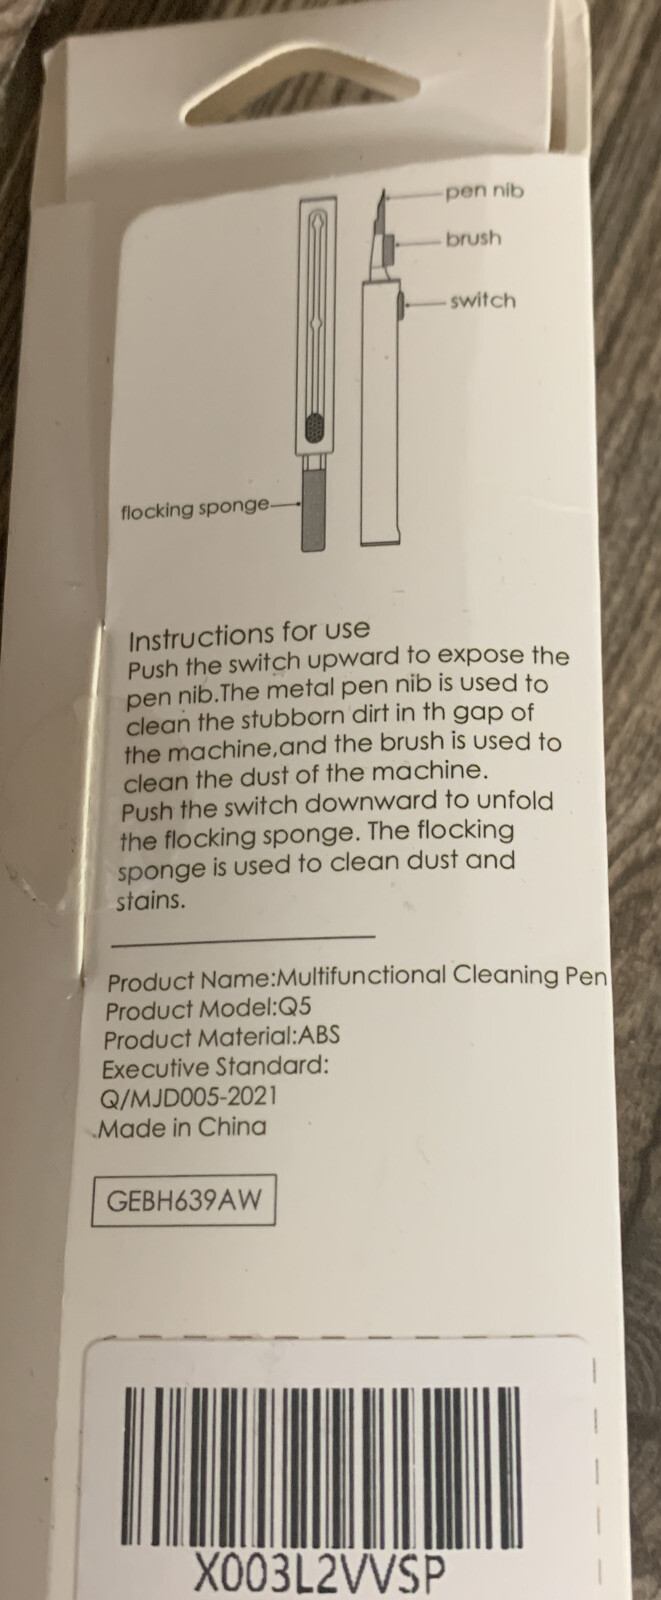 pen nib
brush
switch
flocking sponge
Instructions for use
Push the switch upward to expose the
pen nib.The metal pen nib is used to
clean the stubborn dirt in th gap of
the machine,and the brush is used to
clean the dust of the machine.
Push the switch downward to unfold
the flocking sponge. The flocking
sponge is used to clean dust and
stains.
Product Name:Multifunctional Cleaning Pen
Product Model:Q5
Product Material:ABS
Executive Standard:
Q/MJD005-2021
Made in China
GEBH639AW
X003L2VVSP